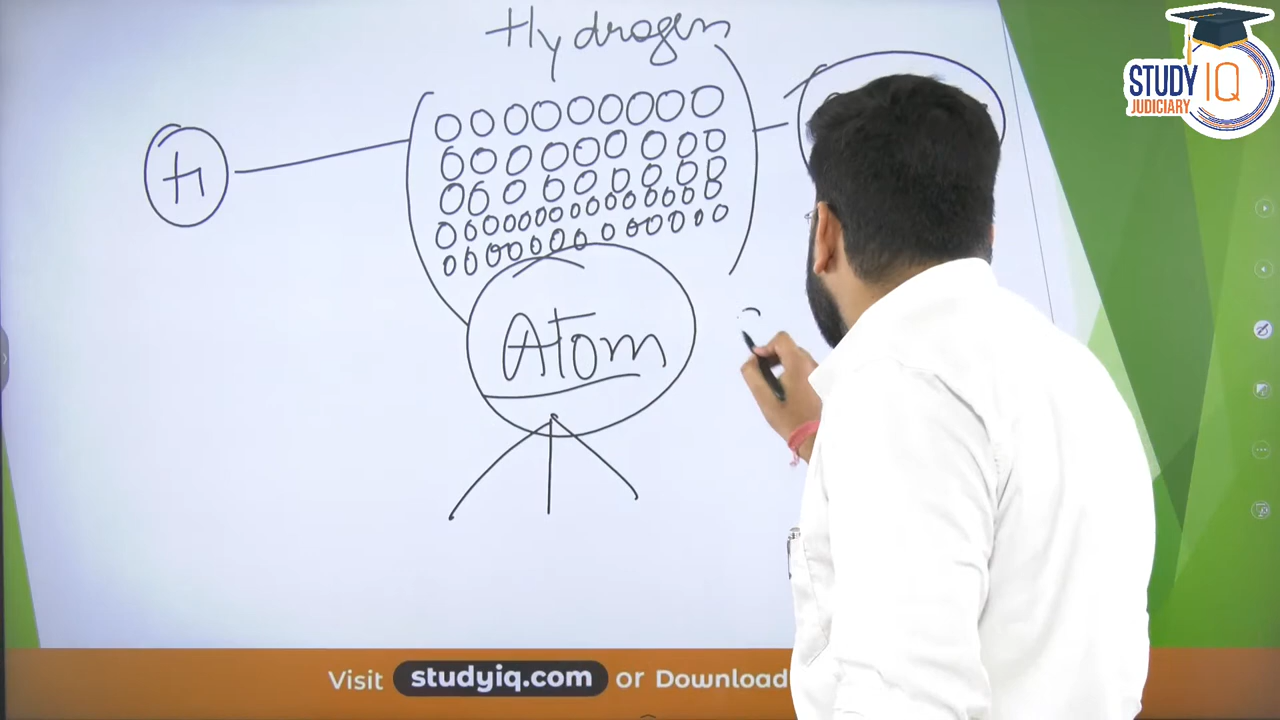 Hydrogen
H
Atom
STUDY IQ
JUDICIARY
Visit studyiq.com or Download